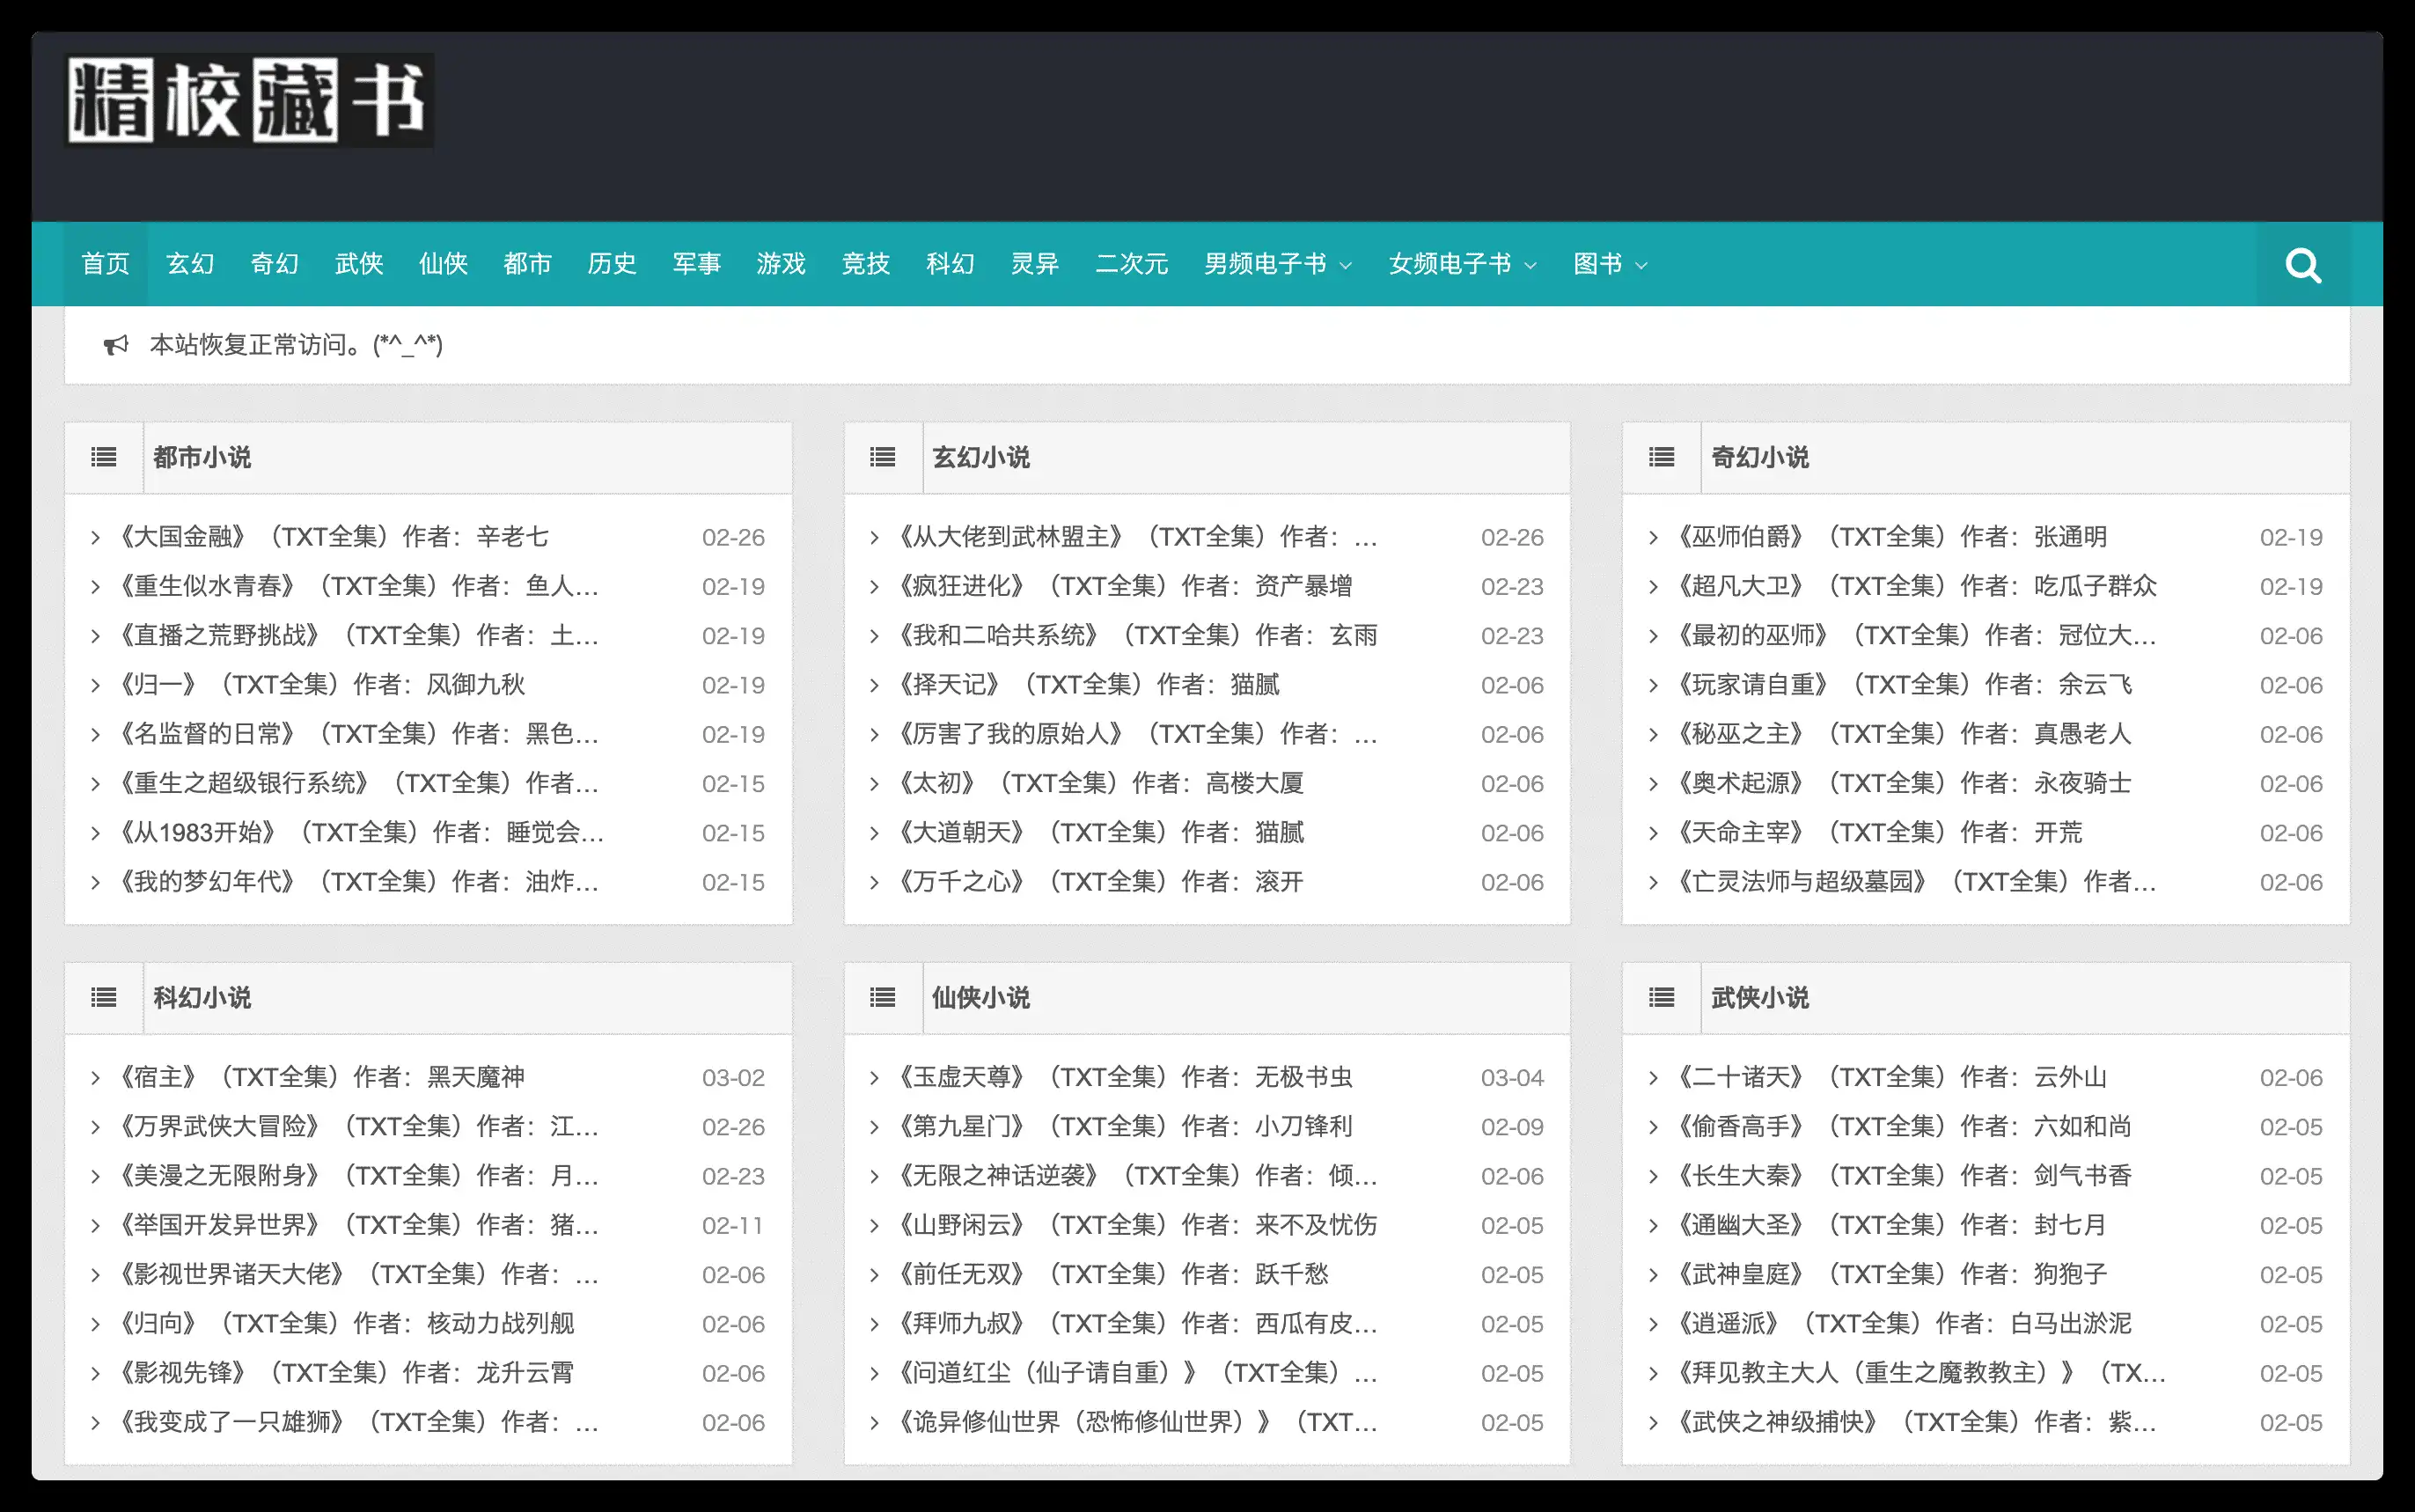 精校藏书
首页 玄幻 奇幻 武侠 仙侠 都市 历史 军事 游戏 竞技 科幻 灵异 二次元 男频电子书 女频电子书 图书
本站恢复正常访问。(*^_^*)
都市小说
《大国金融》（TXT全集）作者：辛老七 02-26
《重生似水青春》（TXT全集）作者：鱼人... 02-19
《直播之荒野挑战》（TXT全集）作者：土... 02-19
《归一》（TXT全集）作者：风御九秋 02-19
《名监督的日常》（TXT全集）作者：黑色... 02-19
《重生之超级银行系统》（TXT全集）作者... 02-15
《从1983开始》（TXT全集）作者：睡觉会... 02-15
《我的梦幻年代》（TXT全集）作者：油炸... 02-15
玄幻小说
《从大佬到武林盟主》（TXT全集）作者：... 02-26
《疯狂进化》（TXT全集）作者：资产暴增 02-23
《我和二哈共系统》（TXT全集）作者：玄雨 02-23
《择天记》（TXT全集）作者：猫腻 02-06
《厉害了我的原始人》（TXT全集）作者：... 02-06
《太初》（TXT全集）作者：高楼大厦 02-06
《大道朝天》（TXT全集）作者：猫腻 02-06
《万千之心》（TXT全集）作者：滚开 02-06
奇幻小说
《巫师伯爵》（TXT全集）作者：张通明 02-19
《超凡大卫》（TXT全集）作者：吃瓜子群众 02-19
《最初的巫师》（TXT全集）作者：冠位大... 02-06
《玩家请自重》（TXT全集）作者：余云飞 02-06
《秘巫之主》（TXT全集）作者：真愚老人 02-06
《奥术起源》（TXT全集）作者：永夜骑士 02-06
《天命主宰》（TXT全集）作者：开荒 02-06
《亡灵法师与超级墓园》（TXT全集）作者... 02-06
科幻小说
《宿主》（TXT全集）作者：黑天魔神 03-02
《万界武侠大冒险》（TXT全集）作者：江... 02-26
《美漫之无限附身》（TXT全集）作者：月... 02-23
《举国开发异世界》（TXT全集）作者：猪... 02-11
《影视世界诸天大佬》（TXT全集）作者：... 02-06
《归向》（TXT全集）作者：核动力战列舰 02-06
《影视先锋》（TXT全集）作者：龙升云霄 02-06
《我变成了一只雄狮》（TXT全集）作者：... 02-06
仙侠小说
《玉虚天尊》（TXT全集）作者：无极书虫 03-04
《第九星门》（TXT全集）作者：小刀锋利 02-09
《无限之神话逆袭》（TXT全集）作者：倾... 02-06
《山野闲云》（TXT全集）作者：来不及忧伤 02-05
《前任无双》（TXT全集）作者：跃千愁 02-05
《拜师九叔》（TXT全集）作者：西瓜有皮... 02-05
《问道红尘（仙子请自重）》（TXT全集）... 02-05
《诡异修仙世界（恐怖修仙世界）》（TXT... 02-05
武侠小说
《二十诸天》（TXT全集）作者：云外山 02-06
《偷香高手》（TXT全集）作者：六如和尚 02-05
《长生大秦》（TXT全集）作者：剑气书香 02-05
《通幽大圣》（TXT全集）作者：封七月 02-05
《武神皇庭》（TXT全集）作者：狗狍子 02-05
《逍遥派》（TXT全集）作者：白马出淤泥 02-05
《拜见教主大人（重生之魔教教主）》（TX... 02-05
《武侠之神级捕快》（TXT全集）作者：紫... 02-05